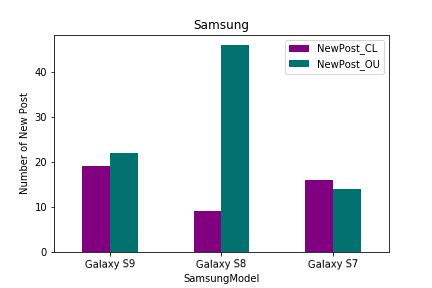 Samsung
NewPost_CL
NewPost_OU
Number of New Post
40
30
20
10
0
Galaxy S9 Galaxy S8 Galaxy S7
SamsungModel